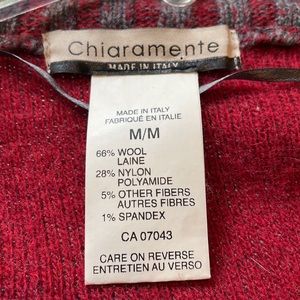 Chiaramente
MADE IN ITALY
MADE IN ITALY
FABRIQUÉ EN ITALIE
M/M
66% WOOL
LAINE
28% NYLON
POLYAMIDE
5% OTHER FIBERS
AUTRES FIBRES
1% SPANDEX
CA 07043
CARE ON REVERSE
ENTRETIEN AU VERSO